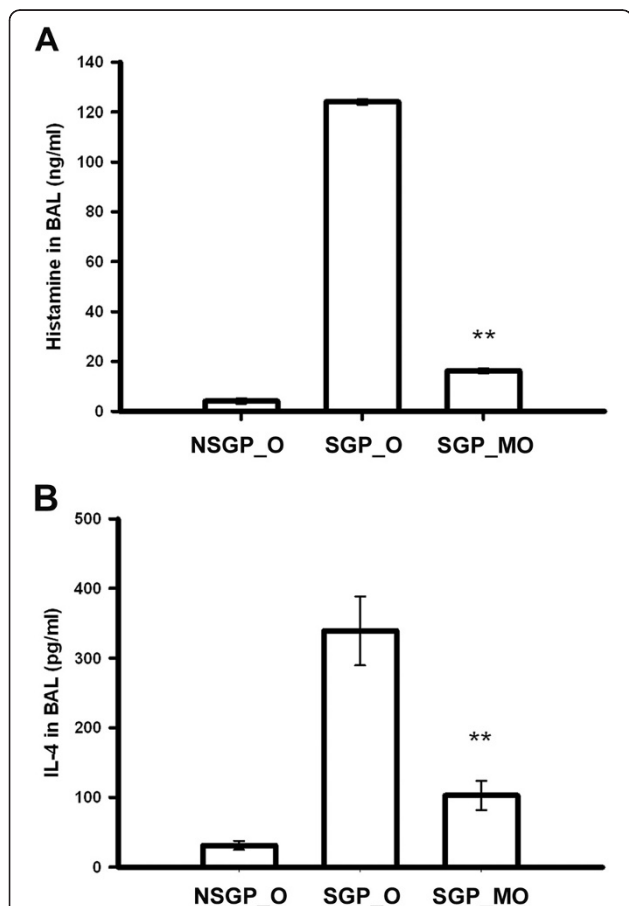 A
Histamine in BAL (ng/ml)
140
120
100
80
60
40
20
0
**
NSGP_O SGP_O SGP_MO
B
IL-4 in BAL (pg/ml)
500
400
300
200
100
0
**
NSGP_O SGP_O SGP_MO